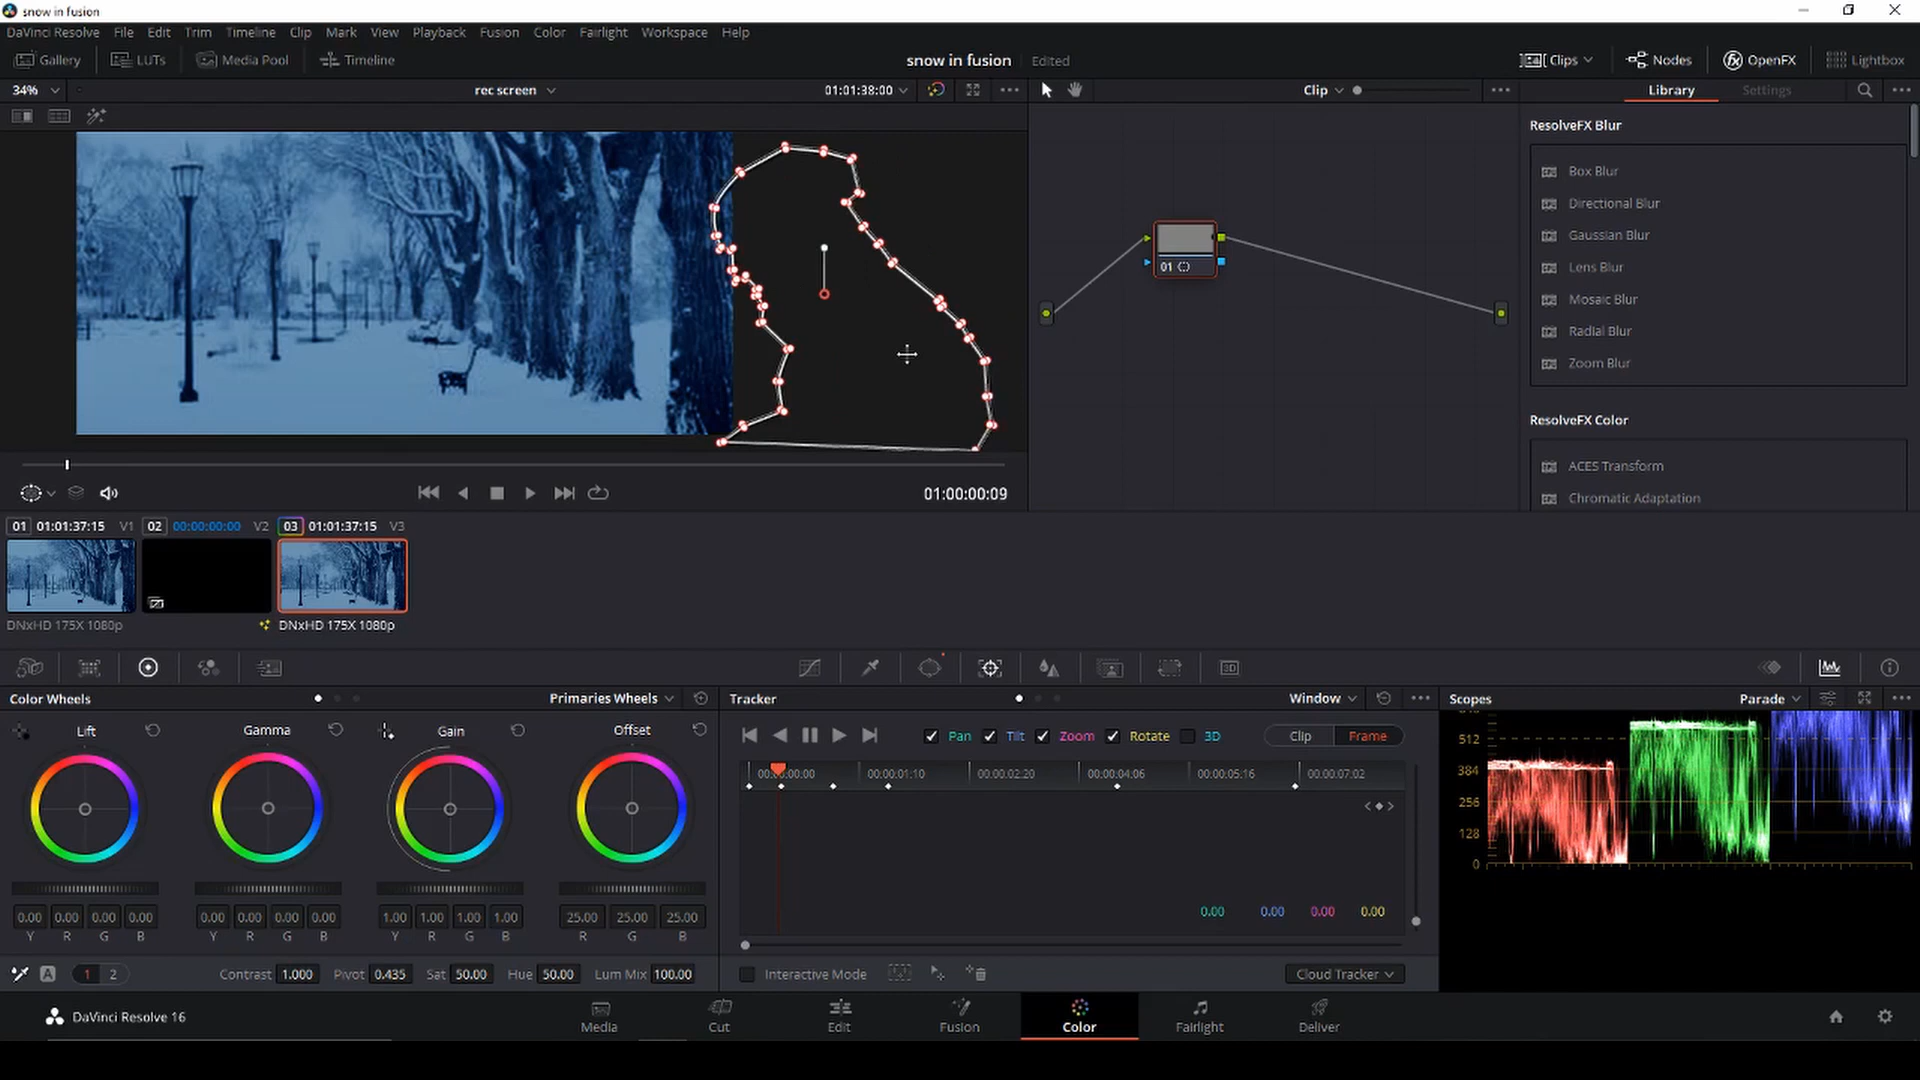 snow in fusion
DaVinci Resolve File Edit Trim Timeline Clip Mark View Playback Fusion Color Fairlight Workspace Help
Gallery LUTs Media Pool Timeline snow in fusion Edited Clips Nodes OpenFX Lightbox
34% rec screen 01:01:38:00 Clip Library Settings
ResolveFX Blur
Box Blur
Directional Blur
Gaussian Blur
Lens Blur
Mosaic Blur
Radial Blur
Zoom Blur
01
ResolveFX Color
ACES Transform
Chromatic Adaptation
01:00:00:09
01 01:01:37:15 V1 02 00:00:00:00 V2 03 01:01:37:15 V3
DNxHD 175X 1080p DNxHD 175X 1080p
Color Wheels Primaries Wheels Tracker Window Scopes Parade
Lift Gamma Gain Offset
Pan Tilt Zoom Rotate 3D Clip Frame
00:00:00:00 00:00:01:10 00:00:02:20 00:00:04:06 00:00:05:16 00:00:07:02
512
384
256
128
0
0.00 0.00 0.00 0.00
0.00 0.00 0.00 0.00 0.00 0.00 0.00 0.00 1.00 1.00 1.00 1.00 25.00 25.00 25.00
Y R G B Y R G B Y R G B R G B
A 1 2 Contrast 1.000 Pivot 0.435 Sat 50.00 Hue 50.00 Lum Mix 100.00 Interactive Mode Cloud Tracker
DaVinci Resolve 16 Media Cut Edit Fusion Color Fairlight Deliver